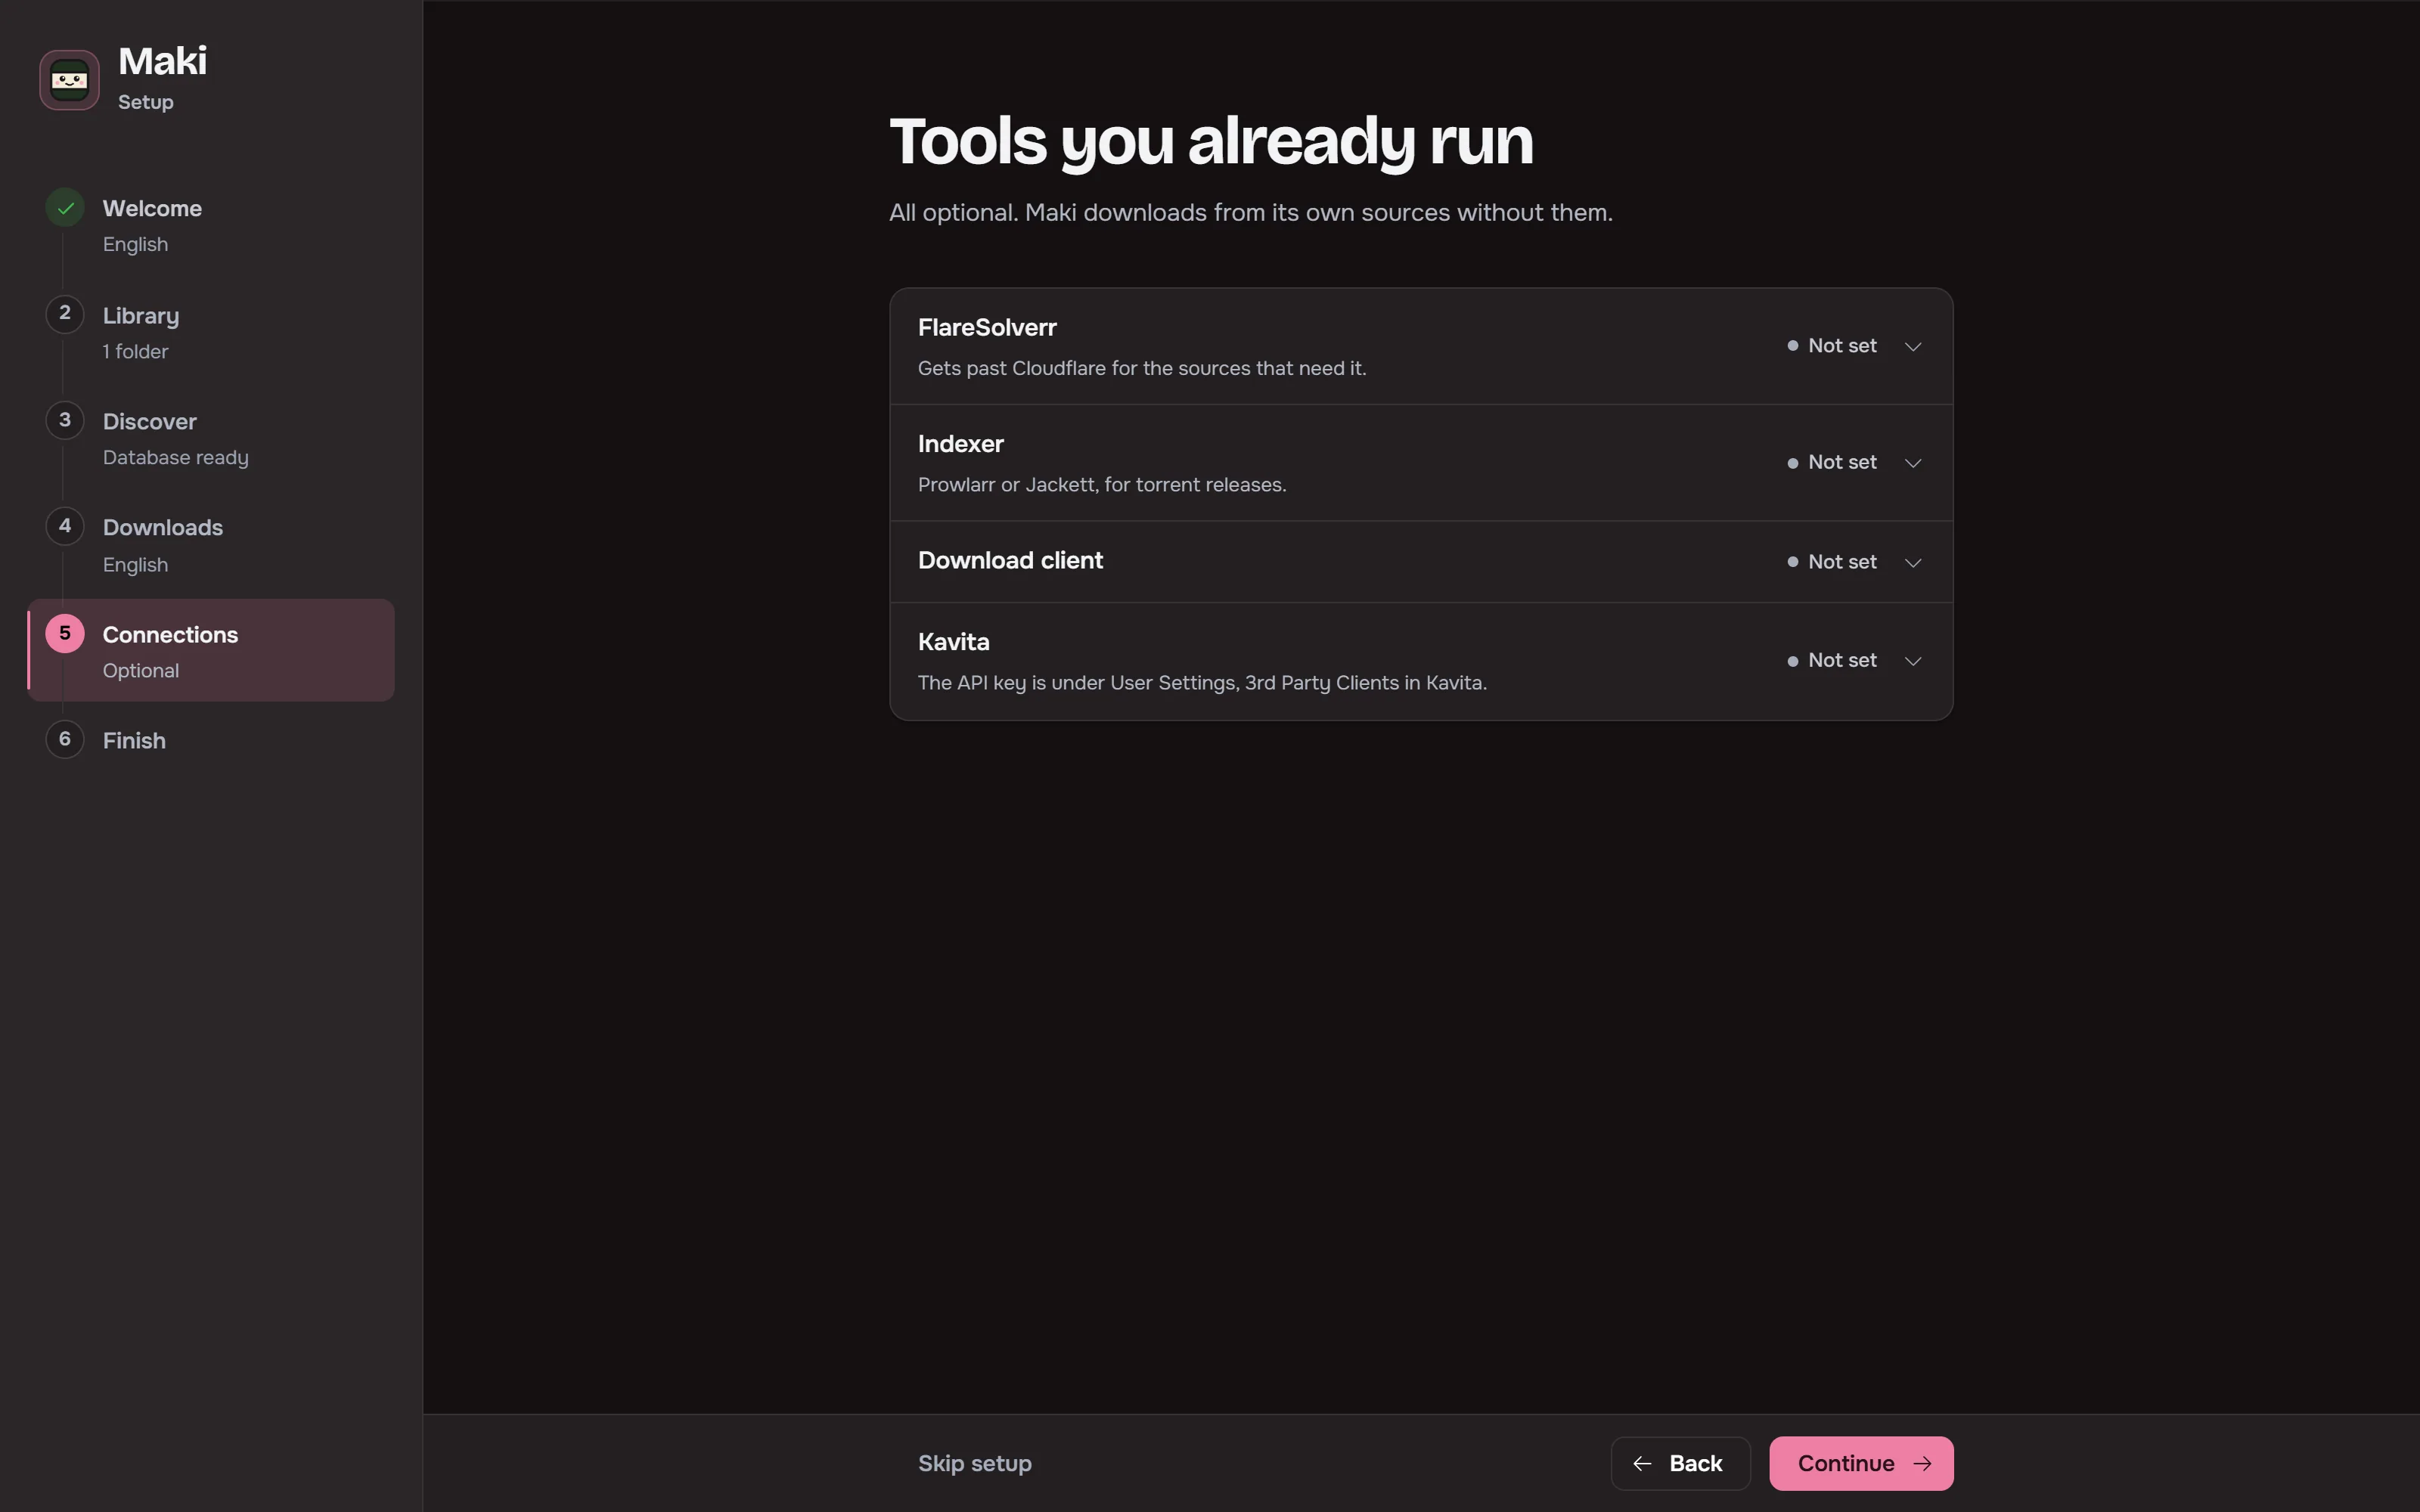 Maki
Setup
Welcome
English
2
Library
1 folder
3
Discover
Database ready
4
Downloads
English
5
Connections
Optional
6
Finish
Tools you already run
All optional. Maki downloads from its own sources without them.
FlareSolverr
Gets past Cloudflare for the sources that need it.
Not set
Indexer
Prowlarr or Jackett, for torrent releases.
Not set
Download client
Not set
Kavita
The API key is under User Settings, 3rd Party Clients in Kavita.
Not set
Skip setup
Back
Continue